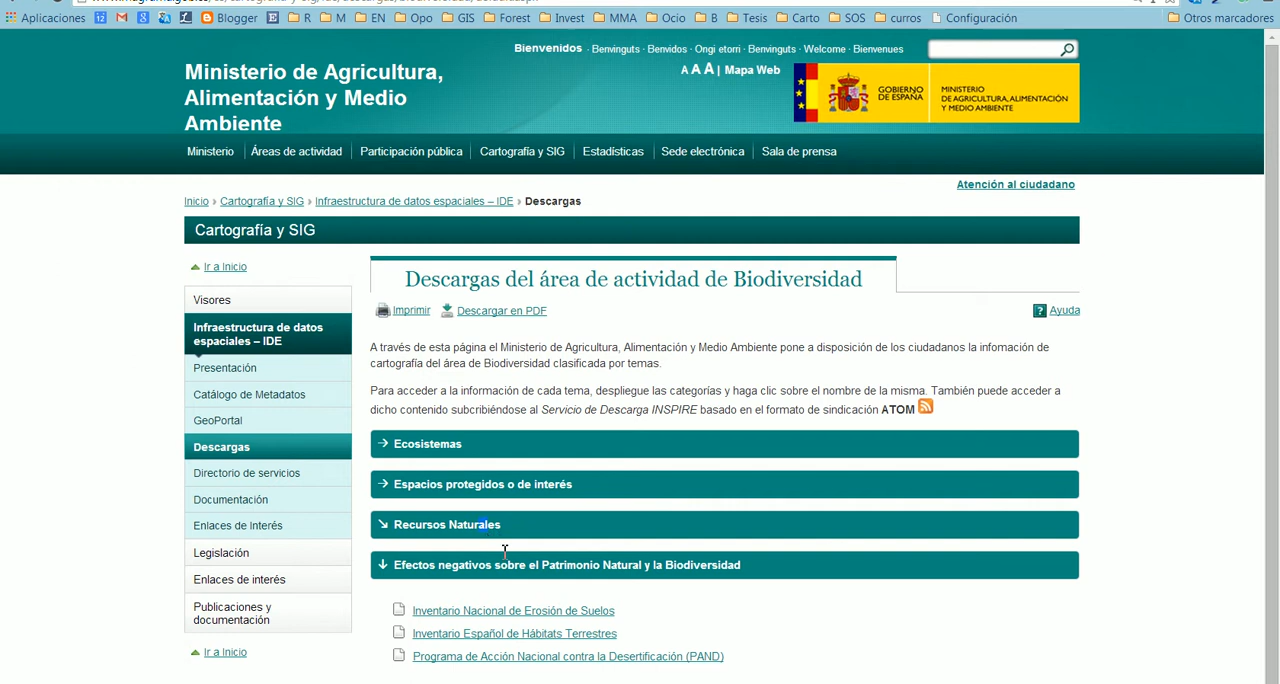 Aplicaciones 12 8 Blogger E R M EN Opo GIS Forest Invest MMA Ocio B Tesis Carto SOS curros Configuración Otros marcadores
Bienvenidos · Benvinguts · Benvidos · Ongi etorri · Benvinguts · Welcome · Bienvenues
Ministerio de Agricultura,
Alimentación y Medio
Ambiente
A A A | Mapa Web
GOBIERNO
DE ESPAÑA
MINISTERIO
DE AGRICULTURA, ALIMENTACIÓN
Y MEDIO AMBIENTE
Ministerio Áreas de actividad Participación pública Cartografía y SIG Estadísticas Sede electrónica Sala de prensa
Atención al ciudadano
Inicio › Cartografía y SIG › Infraestructura de datos espaciales – IDE › Descargas
Cartografía y SIG
Ir a Inicio
Visores
Infraestructura de datos
espaciales – IDE
Presentación
Catálogo de Metadatos
GeoPortal
Descargas
Directorio de servicios
Documentación
Enlaces de Interés
Legislación
Enlaces de interés
Publicaciones y
documentación
Ir a Inicio
Descargas del área de actividad de Biodiversidad
Imprimir Descargar en PDF ? Ayuda
A través de esta página el Ministerio de Agricultura, Alimentación y Medio Ambiente pone a disposición de los ciudadanos la infomación de
cartografía del área de Biodiversidad clasificada por temas.
Para acceder a la información de cada tema, despliegue las categorías y haga clic sobre el nombre de la misma. También puede acceder a
dicho contenido subcribiéndose al Servicio de Descarga INSPIRE basado en el formato de sindicación ATOM
Ecosistemas
Espacios protegidos o de interés
Recursos Naturales
Efectos negativos sobre el Patrimonio Natural y la Biodiversidad
Inventario Nacional de Erosión de Suelos
Inventario Español de Hábitats Terrestres
Programa de Acción Nacional contra la Desertificación (PAND)